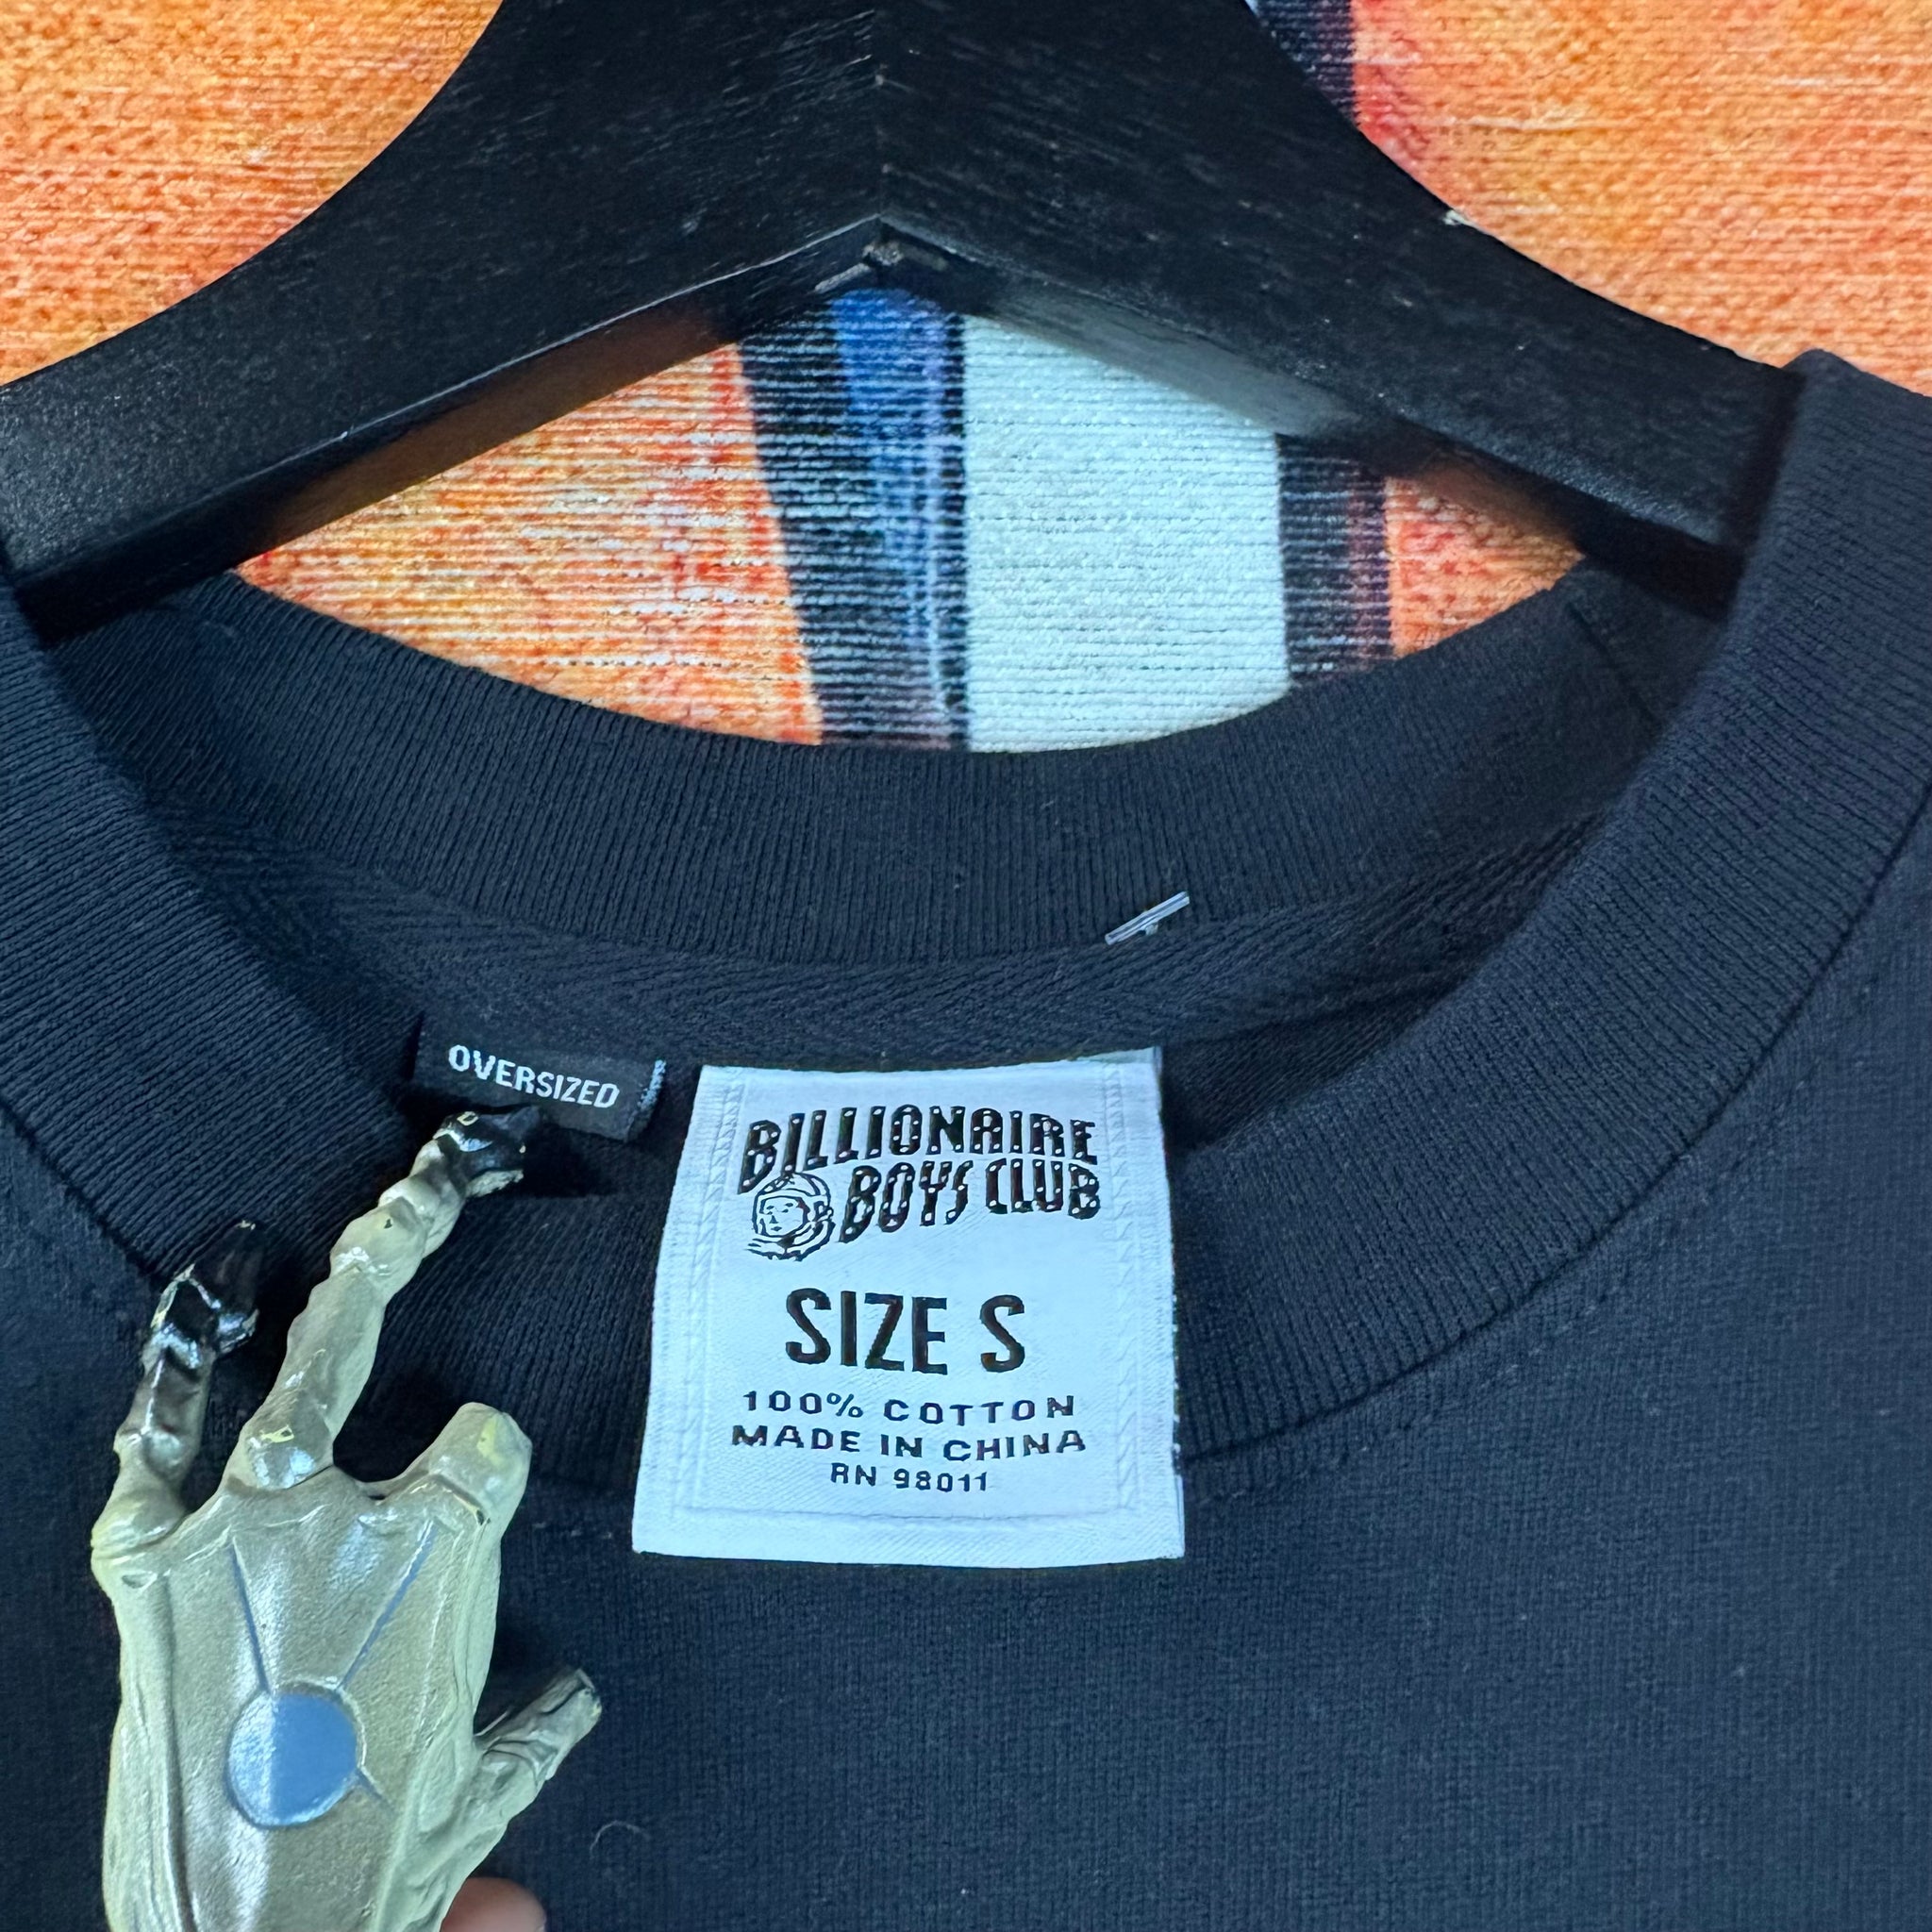 OVERSIZED
BILLIONAIRE
BOYS CLUB
SIZE S
100% COTTON
MADE IN CHINA
RN 98011